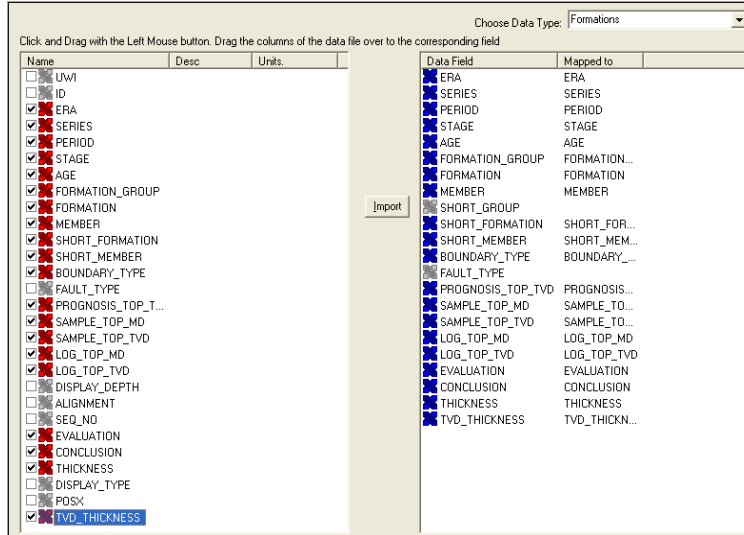 Choose Data Type: Formations
Click and Drag with the Left Mouse button. Drag the columns of the data file over to the corresponding field
Name Desc Units.
UWI
ID
ERA
SERIES
PERIOD
STAGE
AGE
FORMATION_GROUP
FORMATION
MEMBER
SHORT_FORMATION
SHORT_MEMBER
BOUNDARY_TYPE
FAULT_TYPE
PROGNOSIS_TOP_T...
SAMPLE_TOP_MD
SAMPLE_TOP_TVD
LOG_TOP_MD
LOG_TOP_TVD
DISPLAY_DEPTH
ALIGNMENT
SEQ_NO
EVALUATION
CONCLUSION
THICKNESS
DISPLAY_TYPE
POSX
TVD_THICKNESS
Import
Data Field Mapped to
ERA ERA
SERIES SERIES
PERIOD PERIOD
STAGE STAGE
AGE AGE
FORMATION_GROUP FORMATION...
FORMATION FORMATION
MEMBER MEMBER
SHORT_GROUP
SHORT_FORMATION SHORT_FOR...
SHORT_MEMBER SHORT_MEM...
BOUNDARY_TYPE BOUNDARY_...
FAULT_TYPE
PROGNOSIS_TOP_TVD PROGNOSIS...
SAMPLE_TOP_MD SAMPLE_TO...
SAMPLE_TOP_TVD SAMPLE_TO...
LOG_TOP_MD LOG_TOP_MD
LOG_TOP_TVD LOG_TOP_TVD
EVALUATION EVALUATION
CONCLUSION CONCLUSION
THICKNESS THICKNESS
TVD_THICKNESS TVD_THICKN...